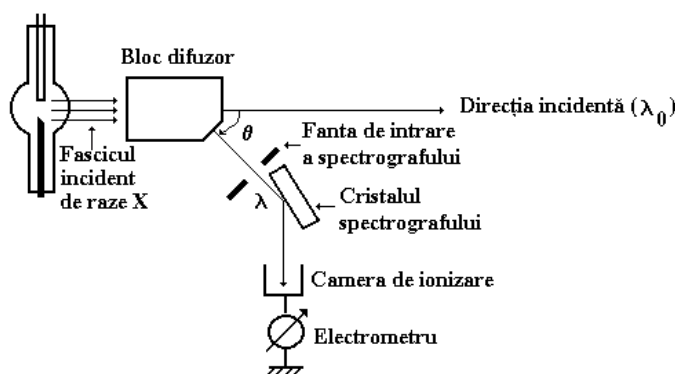 Bloc difuzor
Direcția incidentă (λ₀)
θ
Fanta de intrare
a spectrografului
Fascicul
incident
de raze X
λ
Cristalul
spectrografului
Camera de ionizare
Electrometru